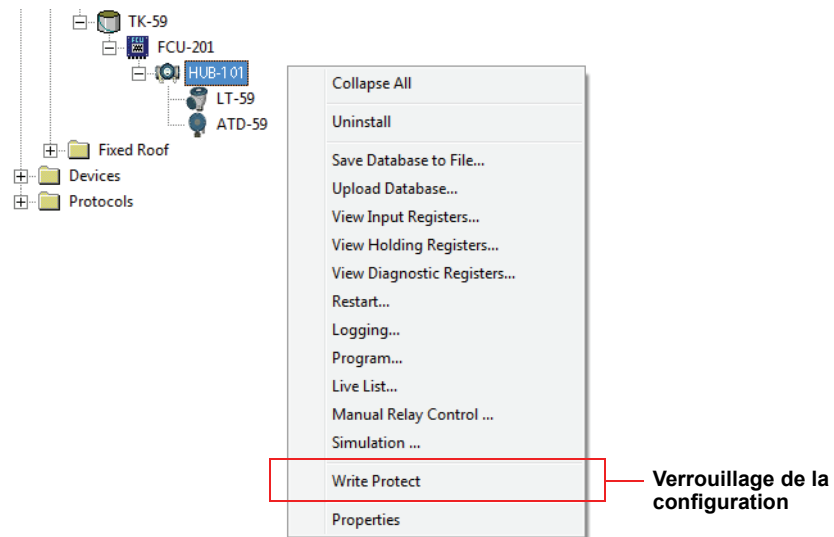 TK-59
FCU-201
HUB-101
LT-59
ATD-59
Fixed Roof
Devices
Protocols
Collapse All
Uninstall
Save Database to File...
Upload Database...
View Input Registers...
View Holding Registers...
View Diagnostic Registers...
Restart...
Logging...
Program...
Live List...
Manual Relay Control ...
Simulation ...
Write Protect
Properties
Verrouillage de la
configuration